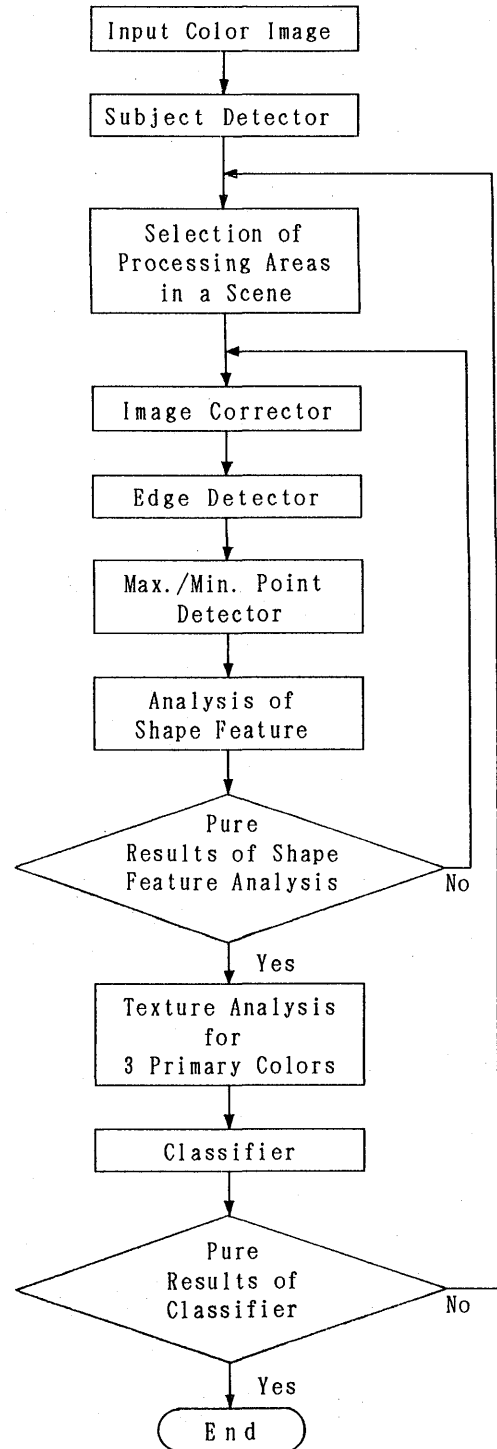 Input Color Image
Subject Detector
Selection of
Processing Areas
in a Scene
Image Corrector
Edge Detector
Max./Min. Point
Detector
Analysis of
Shape Feature
Pure
Results of Shape
Feature Analysis
No
Yes
Texture Analysis
for
3 Primary Colors
Classifier
Pure
Results of
Classifier
No
Yes
End